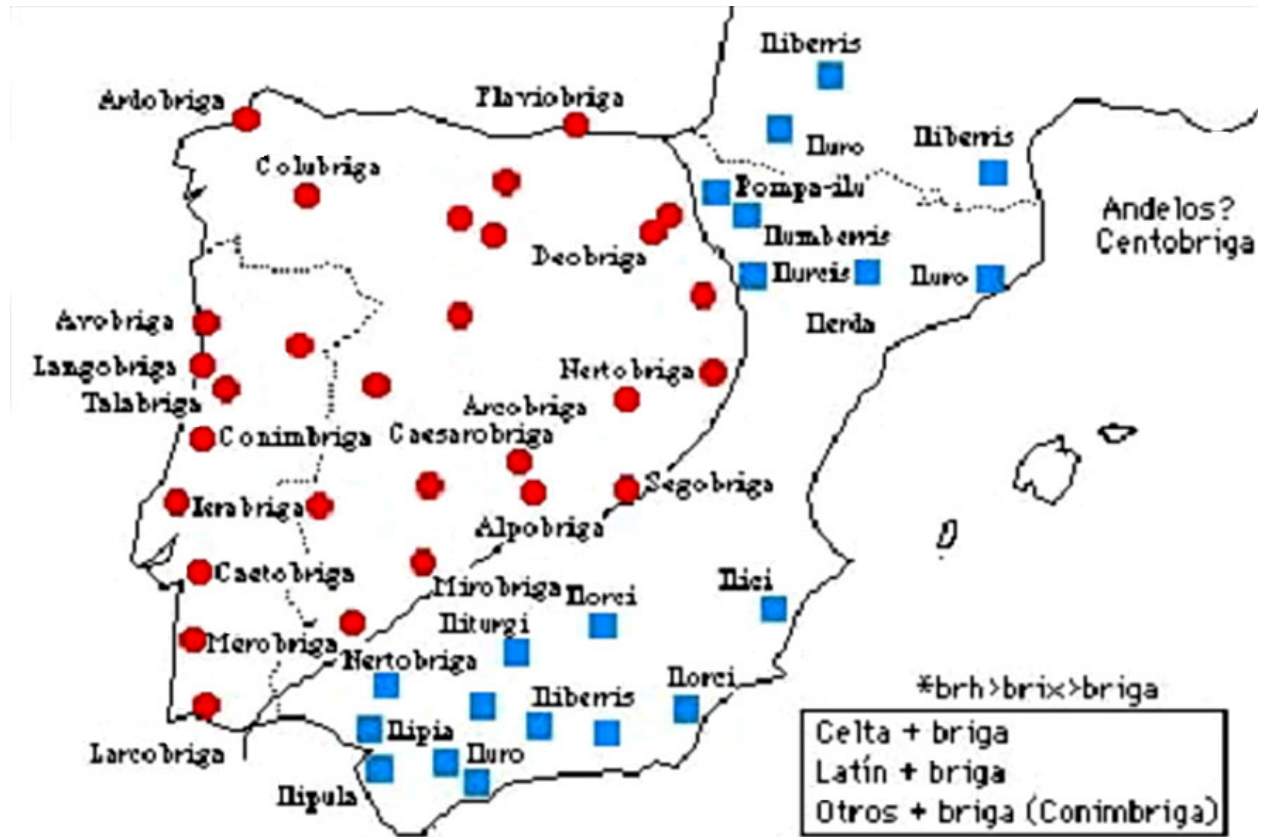 Iliberris
Ardobriga
Flaviobriga
Iluro
Iliberris
Colubriga
Pompa-ilu
Andelos?
Centobriga
Ilumberris
Deobriga
Ilurcis
Iluro
Avobriga
Ilerda
Langobriga
Nertobriga
Talabriga
Arcobriga
Conimbriga
Caesarobriga
Segobriga
Ierabriga
Alpobriga
Caetobriga
Mirobriga
Ilorci
Ilici
Iliturgi
Merobriga
Nertobriga
Iliberris
Ilorci
*brh>brix>briga
Ilipia
Larcobriga
Iluro
Ilipula
Celta + briga
Latín + briga
Otros + briga (Conimbriga)